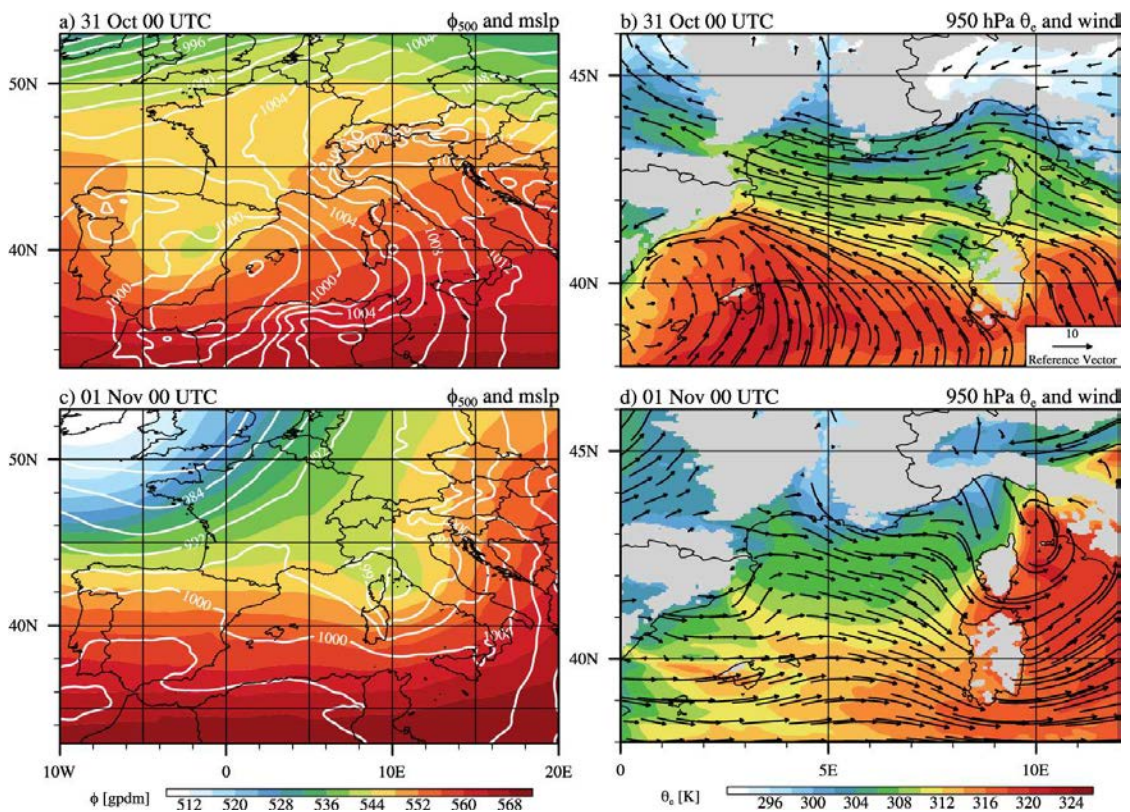 a) 31 Oct 00 UTC
ϕ500 and mslp
b) 31 Oct 00 UTC
950 hPa θe and wind
50N
40N
996
1004
1004
1000
1004
1000
1000
1004
45N
40N
10
Reference Vector
c) 01 Nov 00 UTC
ϕ500 and mslp
d) 01 Nov 00 UTC
950 hPa θe and wind
50N
40N
984
992
1000
1000
45N
40N
10W
0
10E
20E
0
5E
10E
ϕ [gpdm]
512 520 528 536 544 552 560 568
θe [K]
296 300 304 308 312 316 320 324